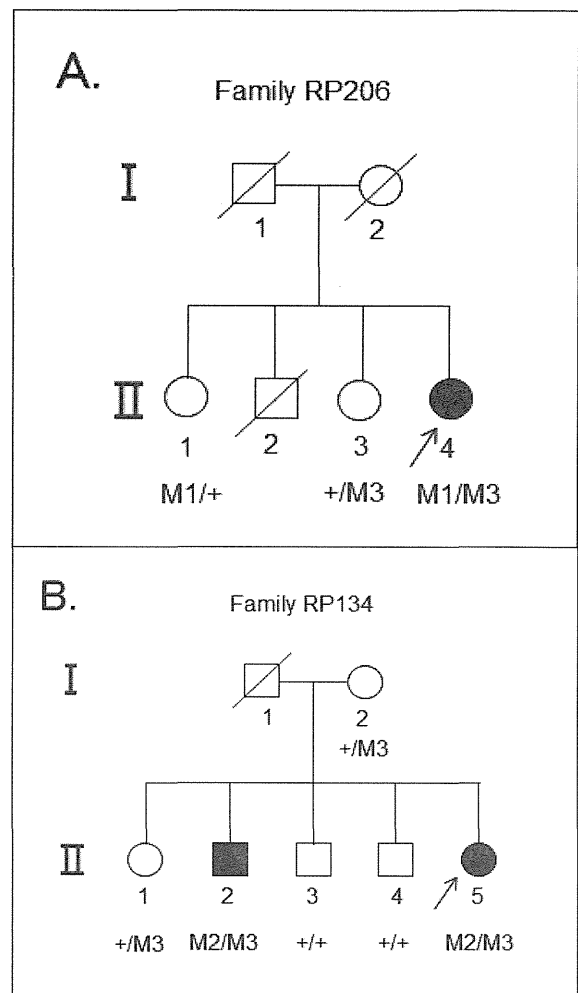 A.
Family RP206
I
1 2
II
1 2 3 4
M1/+ +/M3 M1/M3
B.
Family RP134
I
1 2
+/M3
II
1 2 3 4 5
+/M3 M2/M3 +/+ +/+ M2/M3